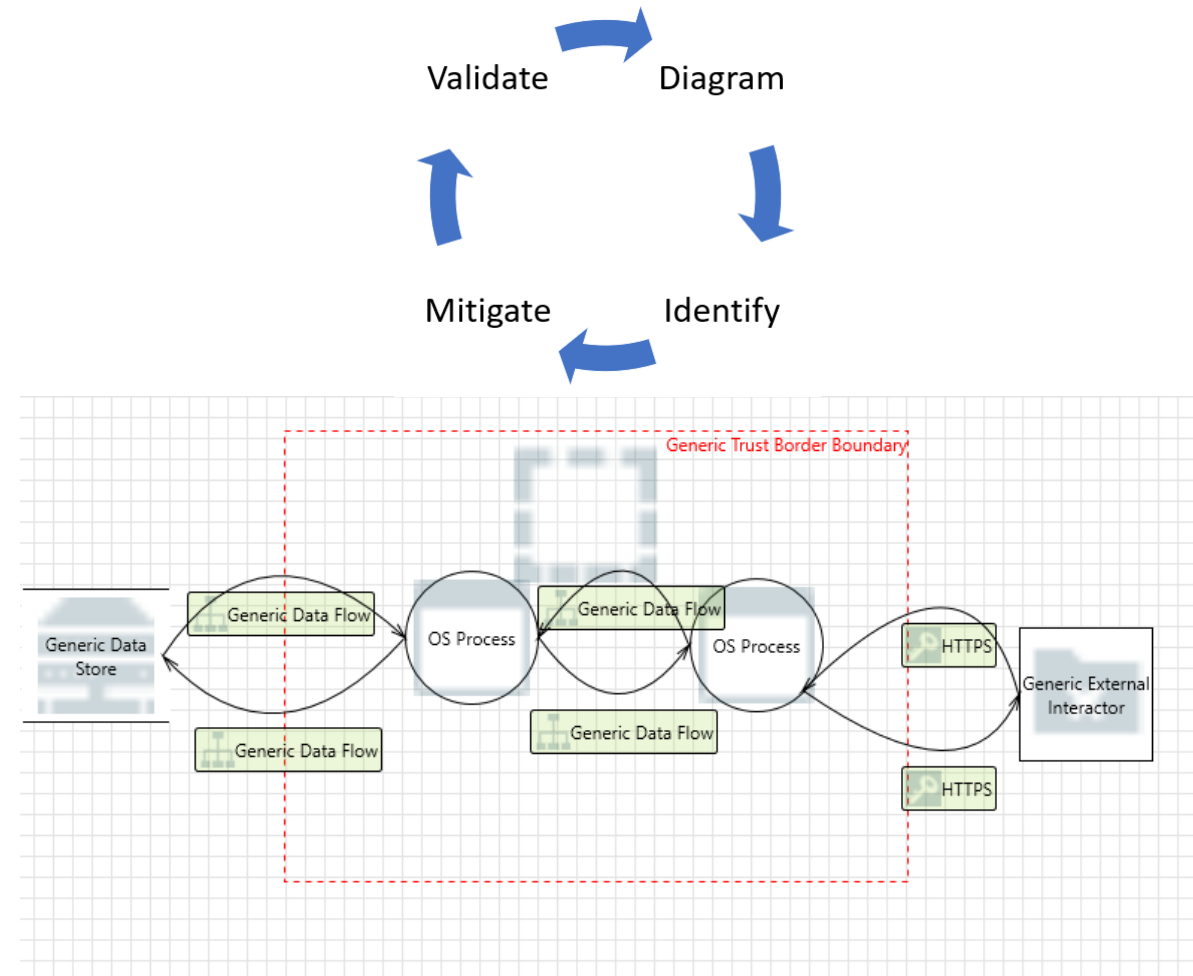 Validate
Diagram
Mitigate
Identify
Generic Trust Border Boundary
Generic Data Flow
Generic Data Flow
HTTPS
Generic Data
Store
OS Process
OS Process
Generic External
Interactor
Generic Data Flow
Generic Data Flow
HTTPS